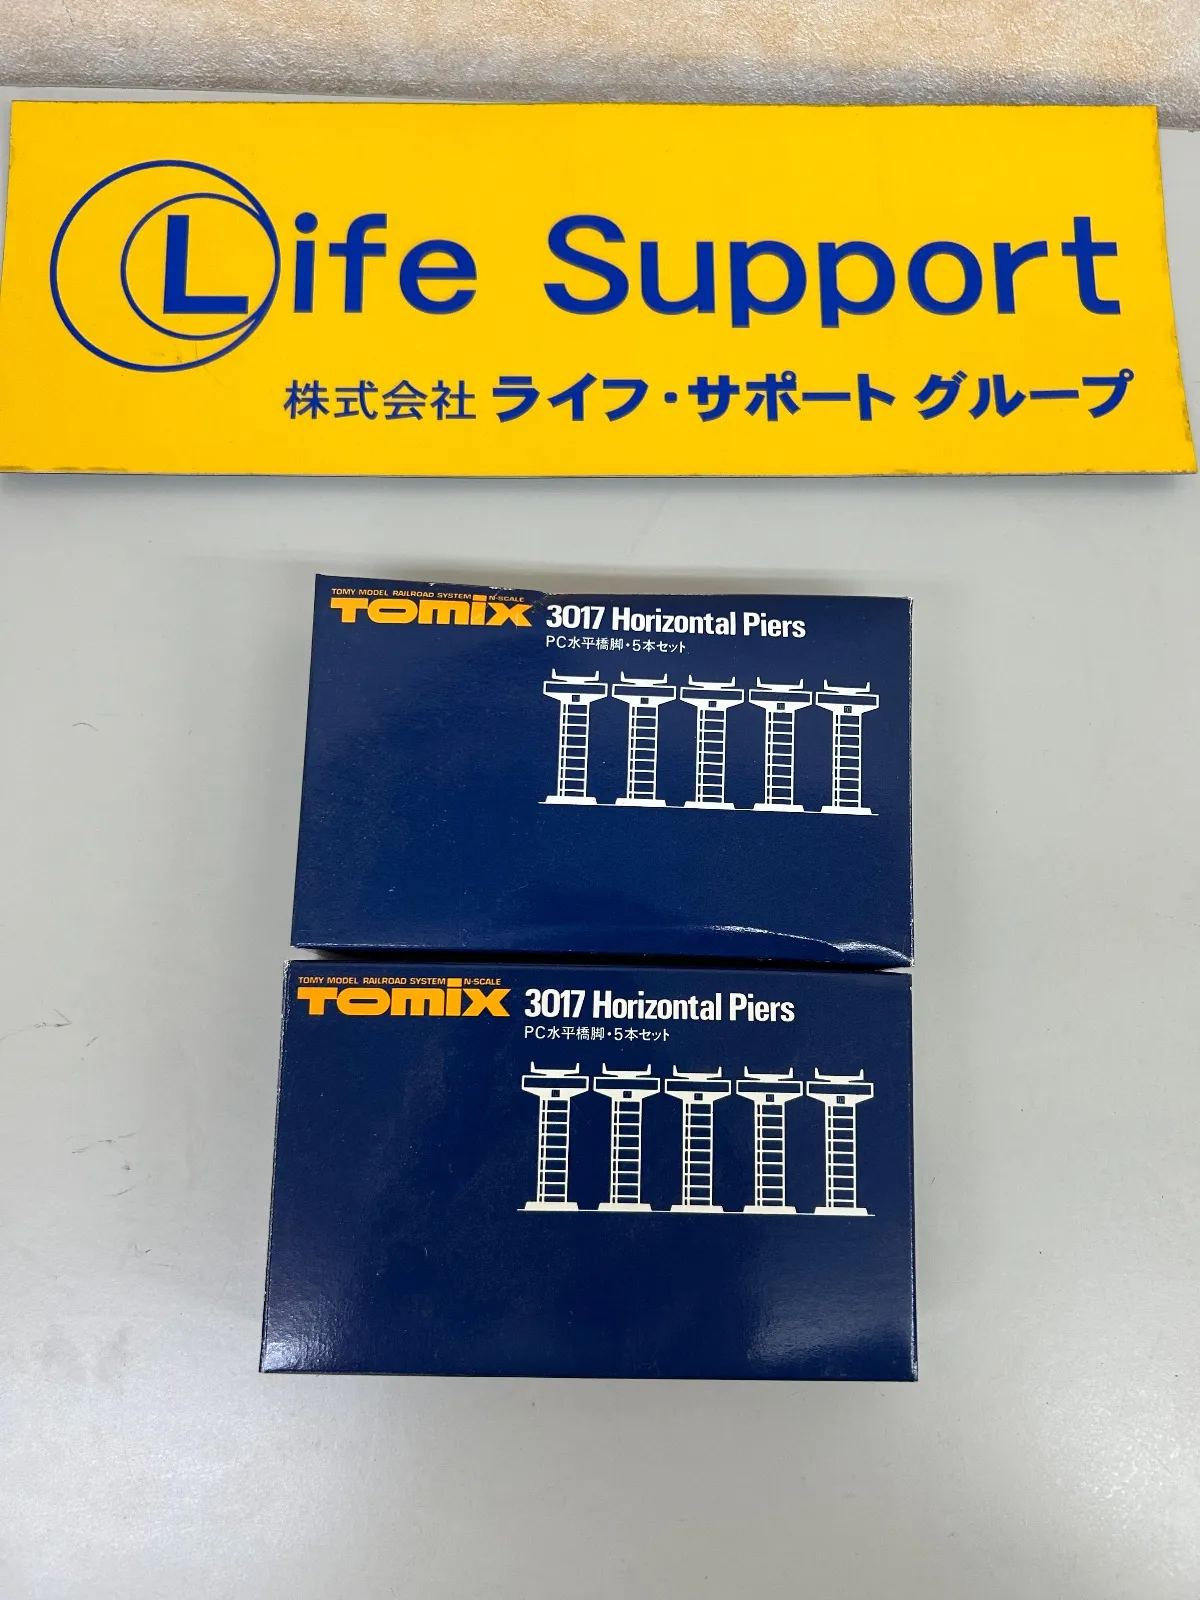 Life Support
株式会社 ライフ・サポート グループ
TOMY MODEL RAILROAD SYSTEM N-SCALE
TOMIX 3017 Horizontal Piers
PC水平橋脚・5本セット
TOMY MODEL RAILROAD SYSTEM N-SCALE
TOMIX 3017 Horizontal Piers
PC水平橋脚・5本セット